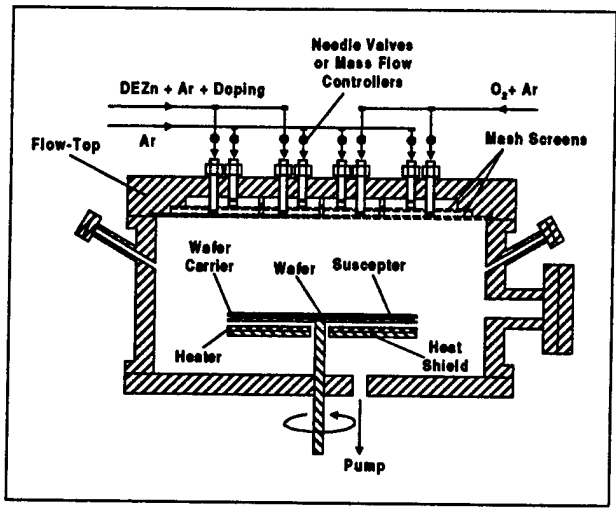 Needle Valves
or Mass Flow
Controllers
DEZn + Ar + Doping
O₂+ Ar
Ar
Mash Screens
Flow-Top
Wafer
Carrier
Wafer
Suscepter
Heater
Heat
Shield
Pump